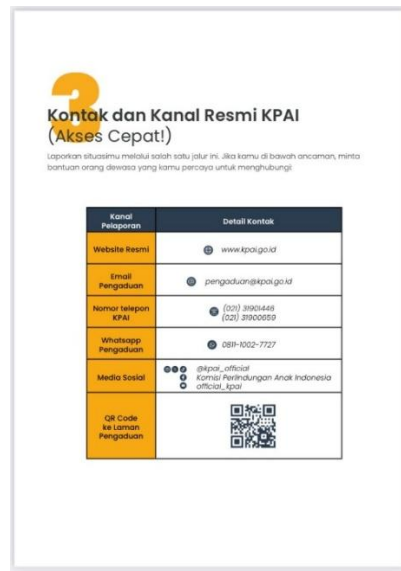 3
Kontak dan Kanal Resmi KPAI
(Akses Cepat!)
Laporkan situasimu melalui salah satu jalur ini. Jika kamu di bawah ancaman, minta
bantuan orang dewasa yang kamu percaya untuk menghubungi:
Kanal
Pelaporan
Detail Kontak
Website Resmi
www.kpai.go.id
Email
Pengaduan
pengaduan@kpai.go.id
Nomor telepon
KPAI
(021) 31901446
(021) 31900659
Whatsapp
Pengaduan
0811-1002-7727
Media Sosial
@kpai_official
Komisi Perlindungan Anak Indonesia
official_kpai
QR Code
ke Laman
Pengaduan